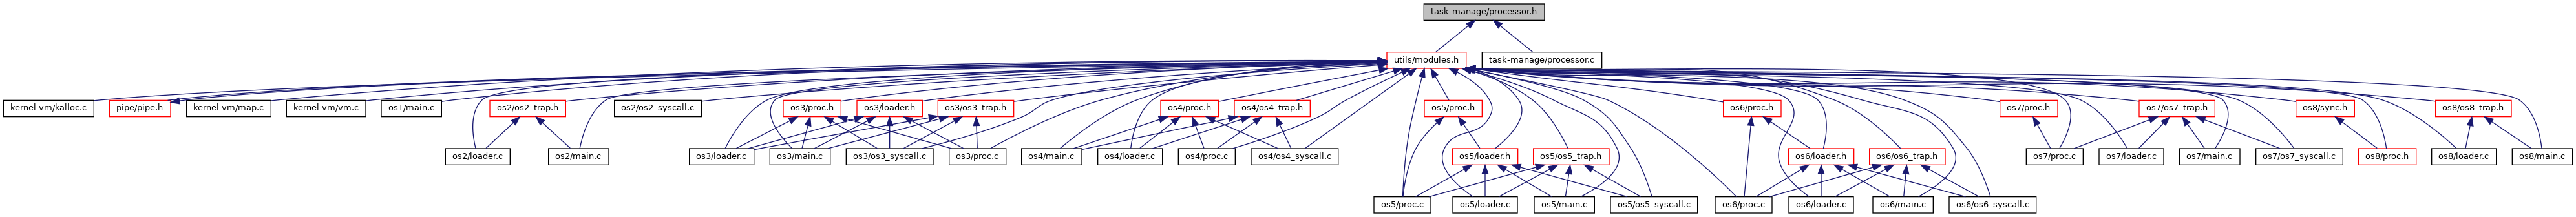 task-manage/processor.h
utils/modules.h
task-manage/processor.c
kernel-vm/kalloc.c
pipe/pipe.h
kernel-vm/map.c
kernel-vm/vm.c
os1/main.c
os2/os2_trap.h
os2/os2_syscall.c
os3/proc.h
os3/loader.h
os3/os3_trap.h
os4/proc.h
os4/os4_trap.h
os5/proc.h
os6/proc.h
os7/proc.h
os7/os7_trap.h
os8/sync.h
os8/os8_trap.h
os2/loader.c
os2/main.c
os3/loader.c
os3/main.c
os3/os3_syscall.c
os3/proc.c
os4/main.c
os4/loader.c
os4/proc.c
os4/os4_syscall.c
os5/loader.h
os5/os5_trap.h
os6/loader.h
os6/os6_trap.h
os7/proc.c
os7/loader.c
os7/main.c
os7/os7_syscall.c
os8/proc.h
os8/loader.c
os8/main.c
os5/proc.c
os5/loader.c
os5/main.c
os5/os5_syscall.c
os6/proc.c
os6/loader.c
os6/main.c
os6/os6_syscall.c